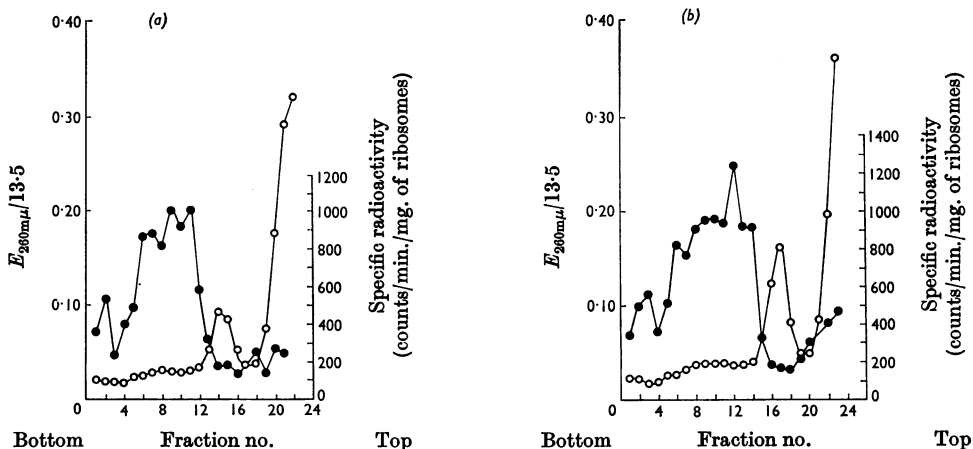 (a)
0·40
0·30
0·20
0·10
E260mμ/13·5
1200
1000
800
600
400
200
0
Specific radioactivity
(counts/min./mg. of ribosomes)
0 4 8 12 16 20 24
Bottom Fraction no. Top
(b)
0·40
0·30
0·20
0·10
E260mμ/13·5
1400
1200
1000
800
600
400
200
0
Specific radioactivity
(counts/min./mg. of ribosomes)
0 4 8 12 16 20 24
Bottom Fraction no. Top